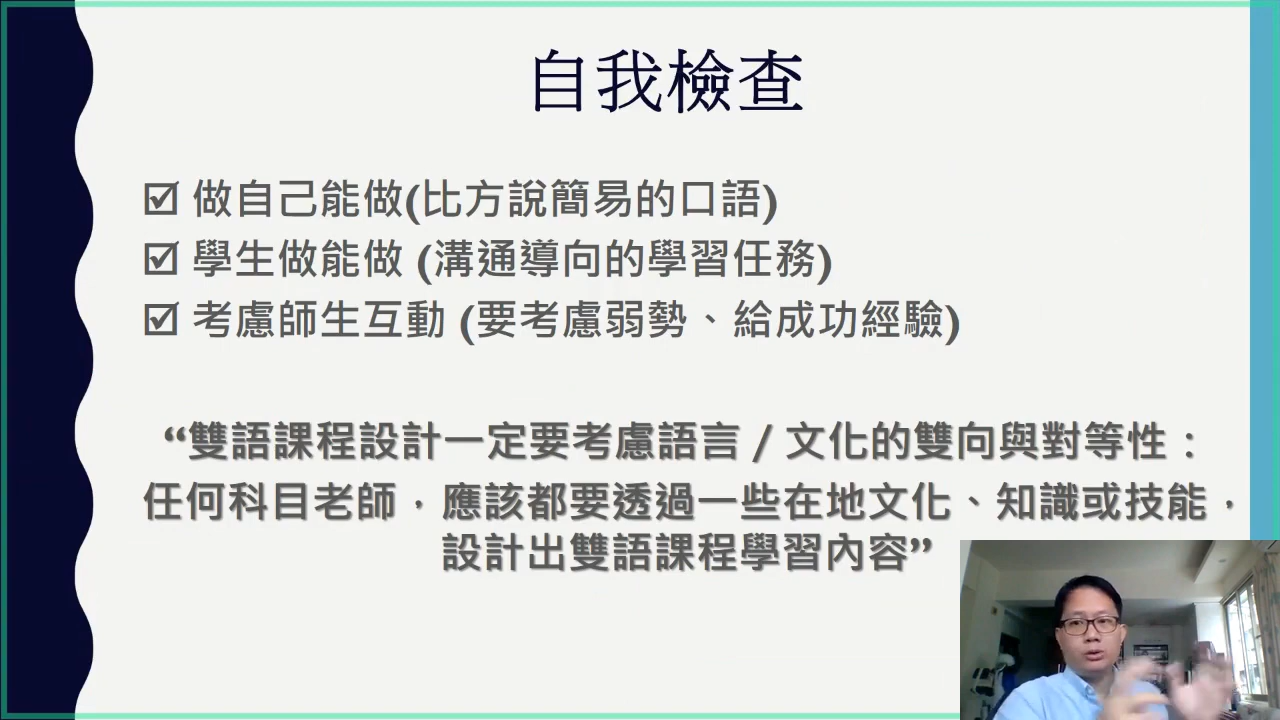 自我檢查
☑ 做自己能做(比方說簡易的口語)
☑ 學生做能做 (溝通導向的學習任務)
☑ 考慮師生互動 (要考慮弱勢、給成功經驗)
“雙語課程設計一定要考慮語言 / 文化的雙向與對等性：
任何科目老師，應該都要透過一些在地文化、知識或技能，
設計出雙語課程學習內容”